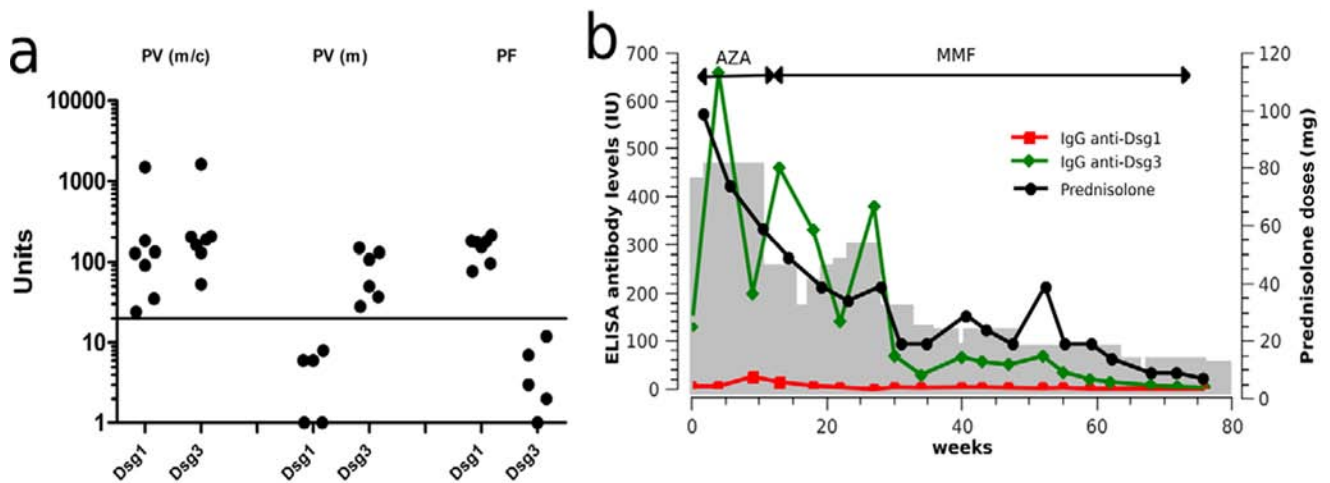 a
PV (m/c) PV (m) PF
Units
10000
1000
100
10
1
Dsg1 Dsg3 Dsg1 Dsg3 Dsg1 Dsg3
b
AZA MMF
ELISA antibody levels (IU)
700
600
500
400
300
200
100
0
IgG anti-Dsg1
IgG anti-Dsg3
Prednisolone
120
100
80
60
40
20
0
Prednisolone doses (mg)
0 20 40 60 80
weeks